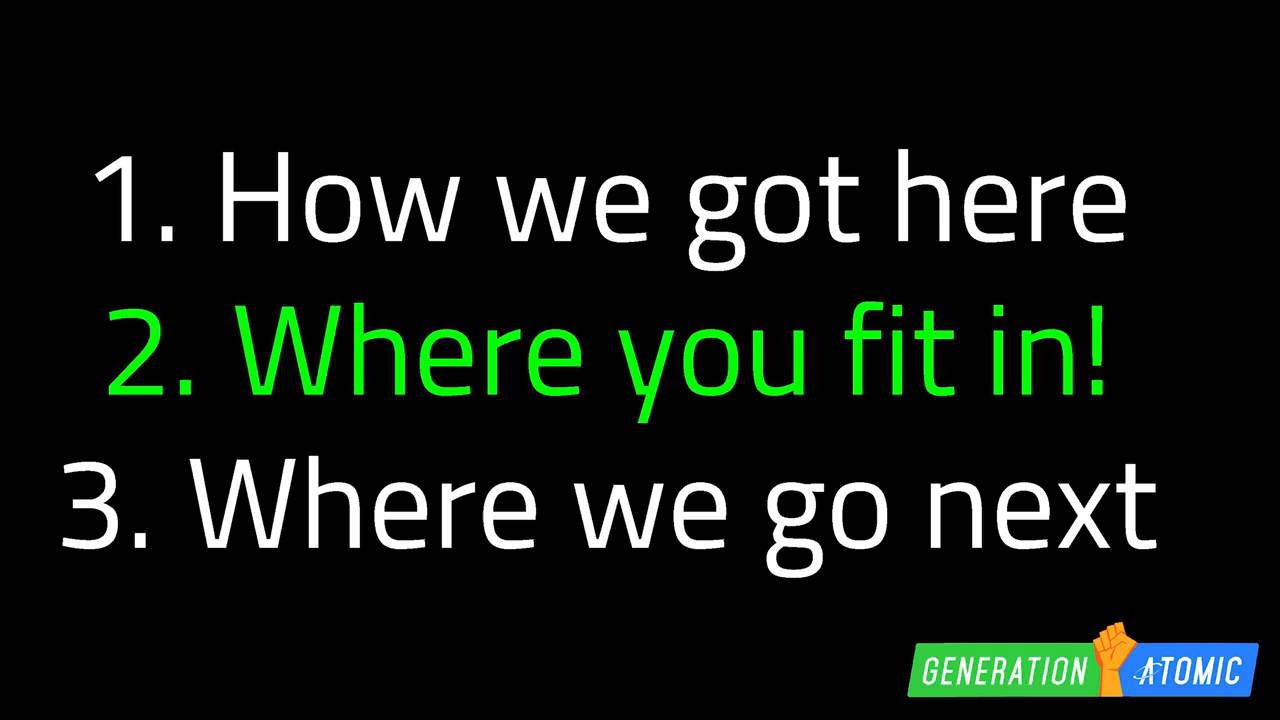 1. How we got here
2. Where you fit in!
3. Where we go next
GENERATION ATOMIC